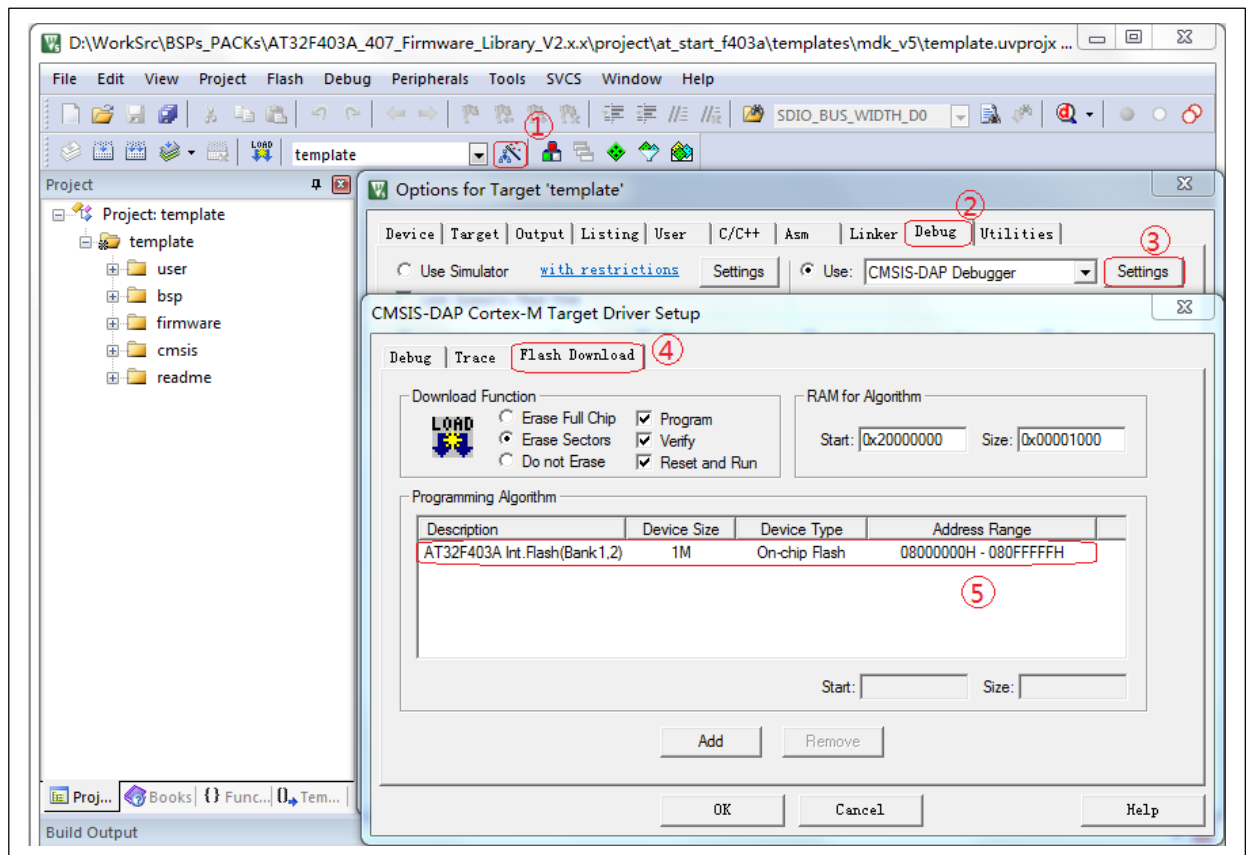 D:\WorkSrc\BSPs_PACKs\AT32F403A_407_Firmware_Library_V2.x.x\project\at_start_f403a\templates\mdk_v5\template.uvprojx ...
File Edit View Project Flash Debug Peripherals Tools SVCS Window Help
SDIO_BUS_WIDTH_D0
①
LOAD template
Project
Options for Target 'template'
Project: template
template
user
bsp
firmware
cmsis
readme
②
Device Target Output Listing User C/C++ Asm Linker Debug Utilities
③
Use Simulator with restrictions Settings Use: CMSIS-DAP Debugger Settings
CMSIS-DAP Cortex-M Target Driver Setup
Debug Trace Flash Download ④
Download Function
LOAD
Erase Full Chip Program
Erase Sectors Verify
Do not Erase Reset and Run
RAM for Algorithm
Start: 0x20000000 Size: 0x00001000
Programming Algorithm
Description Device Size Device Type Address Range
AT32F403A Int.Flash(Bank1,2) 1M On-chip Flash 08000000H - 080FFFFFH
⑤
Start: Size:
Add Remove
OK Cancel Help
Proj... Books {} Func... 0 Tem...
Build Output